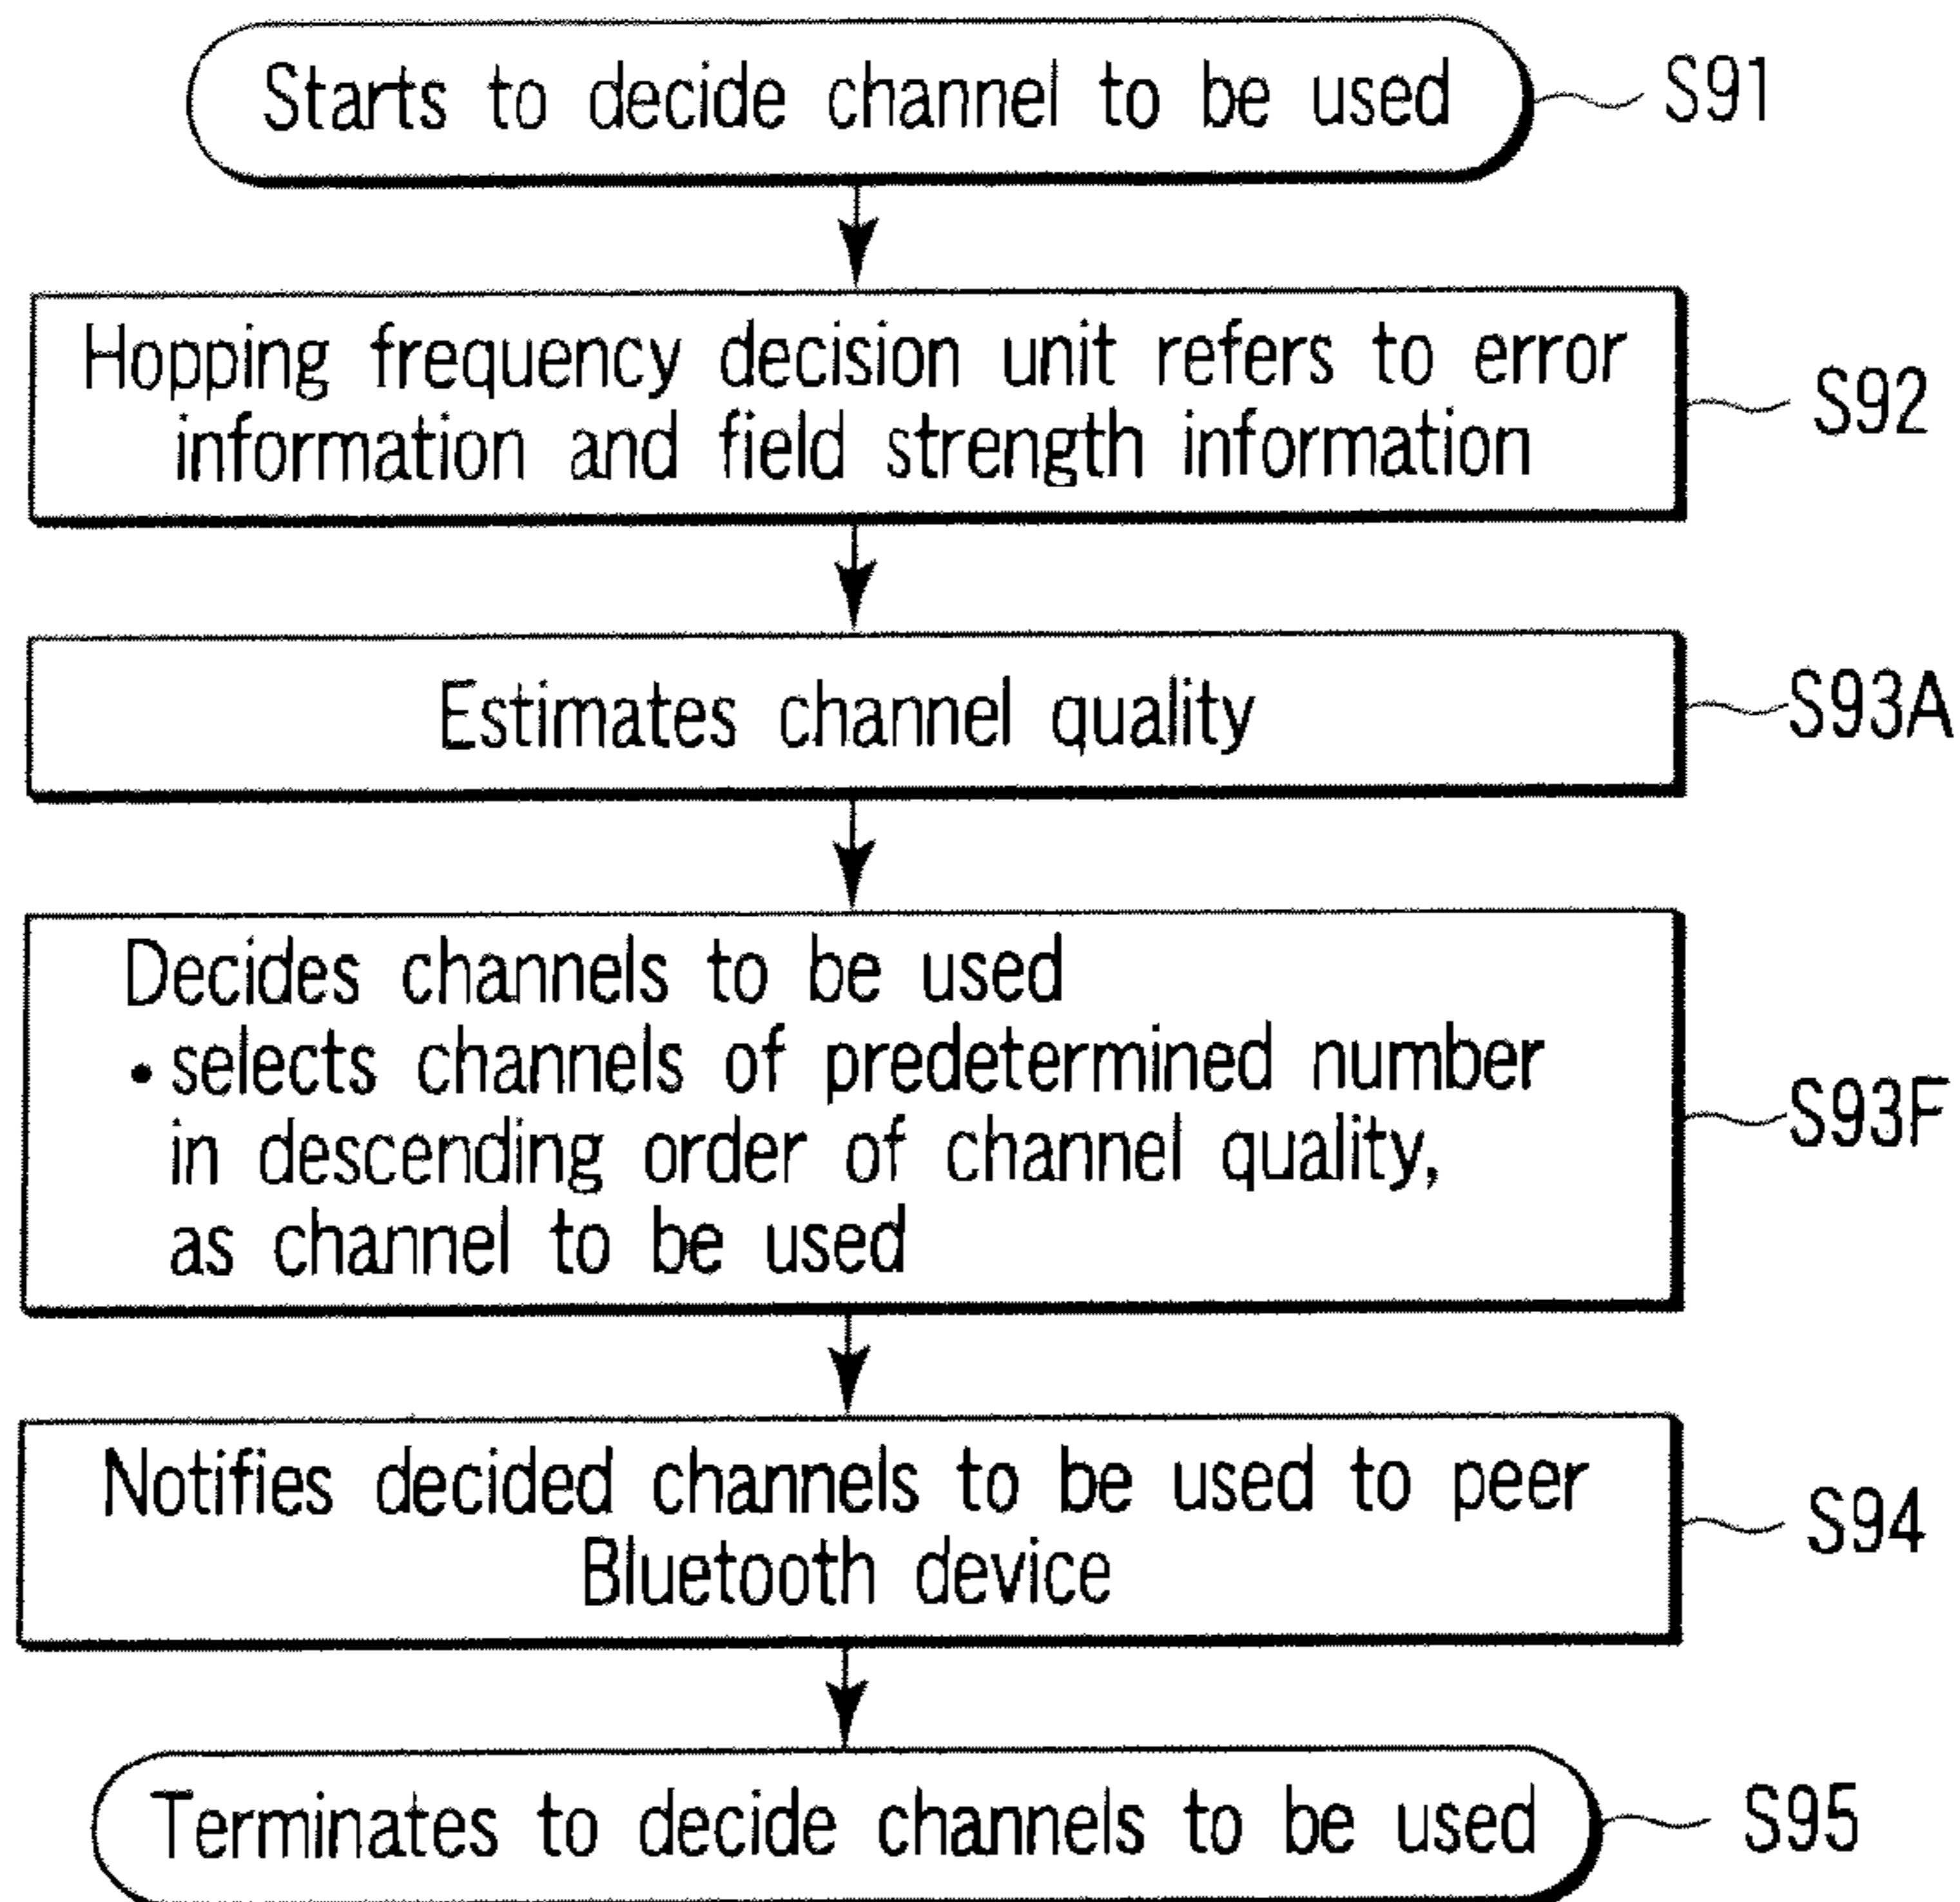 Starts to decide channel to be used
S91
Hopping frequency decision unit refers to error
information and field strength information
S92
Estimates channel quality
S93A
Decides channels to be used
• selects channels of predetermined number
in descending order of channel quality,
as channel to be used
S93F
Notifies decided channels to be used to peer
Bluetooth device
S94
Terminates to decide channels to be used
S95